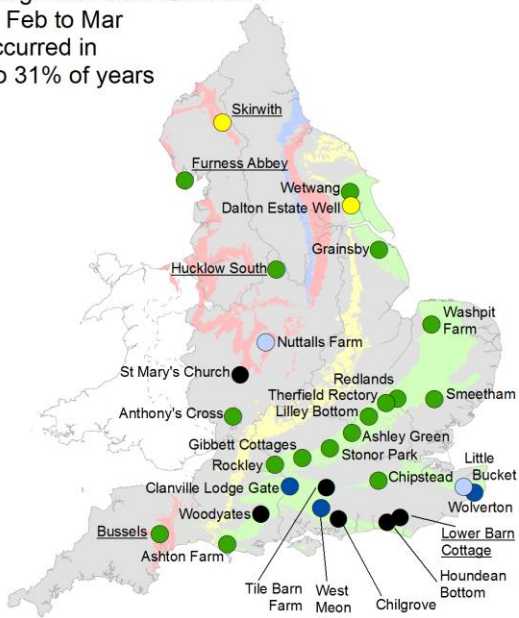 Feb to Mar
occurred in
31% of years
Skirwith
Furness Abbey
Wetwang
Dalton Estate Well
Grainsby
Hucklow South
Washpit
Farm
Nuttalls Farm
St Mary's Church
Redlands
Therfield Rectory
Smeetham
Anthony's Cross
Lilley Bottom
Ashley Green
Gibbett Cottages
Stonor Park
Rockley
Chipstead
Little
Bucket
Clanville Lodge Gate
Wolverton
Woodyates
Bussels
Lower Barn
Cottage
Ashton Farm
Tile Barn
Farm
West
Meon
Chilgrove
Houndean
Bottom